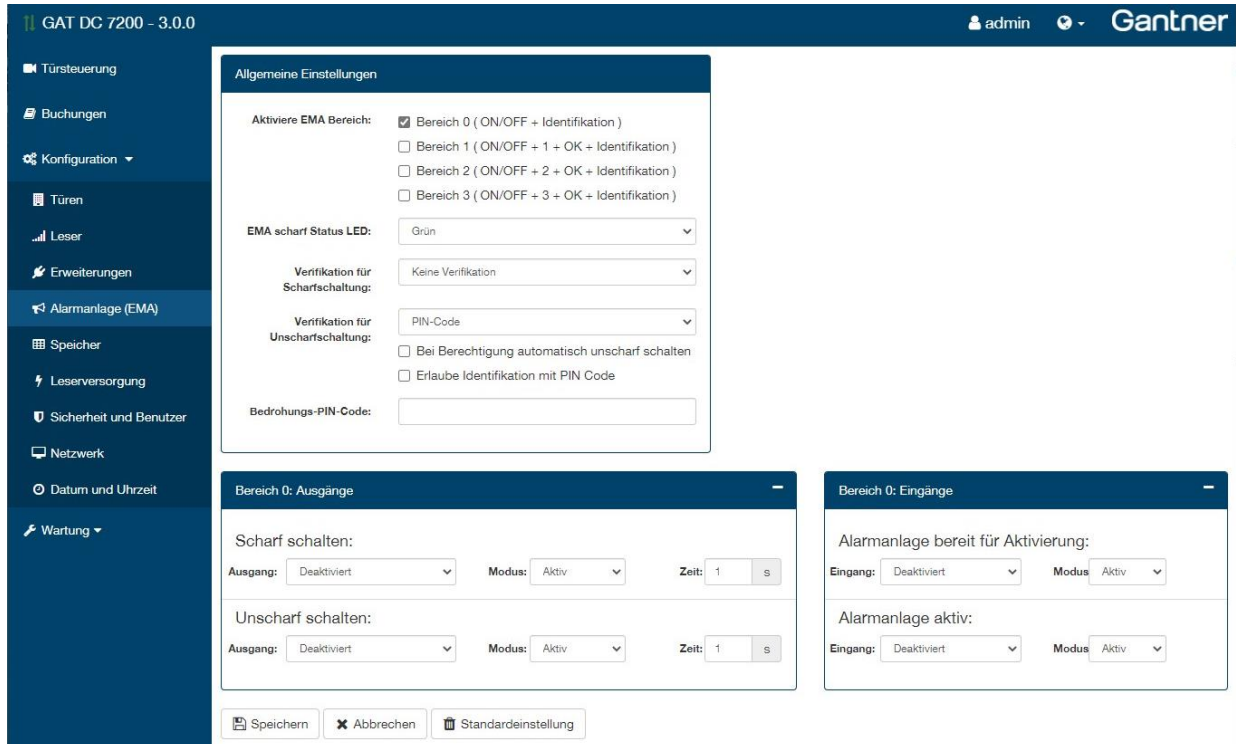 GAT DC 7200 - 3.0.0
admin
Gantner
Türsteuerung
Buchungen
Konfiguration
Türen
Leser
Erweiterungen
Alarmanlage (EMA)
Speicher
Leserversorgung
Sicherheit und Benutzer
Netzwerk
Datum und Uhrzeit
Wartung
Allgemeine Einstellungen
Aktiviere EMA Bereich: Bereich 0 ( ON/OFF + Identifikation )
Bereich 1 ( ON/OFF + 1 + OK + Identifikation )
Bereich 2 ( ON/OFF + 2 + OK + Identifikation )
Bereich 3 ( ON/OFF + 3 + OK + Identifikation )
EMA scharf Status LED: Grün
Verifikation für Keine Verifikation
Scharfschaltung:
Verifikation für PIN-Code
Unscharfschaltung:
Bei Berechtigung automatisch unscharf schalten
Erlaube Identifikation mit PIN Code
Bedrohungs-PIN-Code:
Bereich 0: Ausgänge
Scharf schalten:
Ausgang: Deaktiviert Modus: Aktiv Zeit: 1 s
Unscharf schalten:
Ausgang: Deaktiviert Modus: Aktiv Zeit: 1 s
Bereich 0: Eingänge
Alarmanlage bereit für Aktivierung:
Eingang: Deaktiviert Modus Aktiv
Alarmanlage aktiv:
Eingang: Deaktiviert Modus Aktiv
Speichern Abbrechen Standardeinstellung